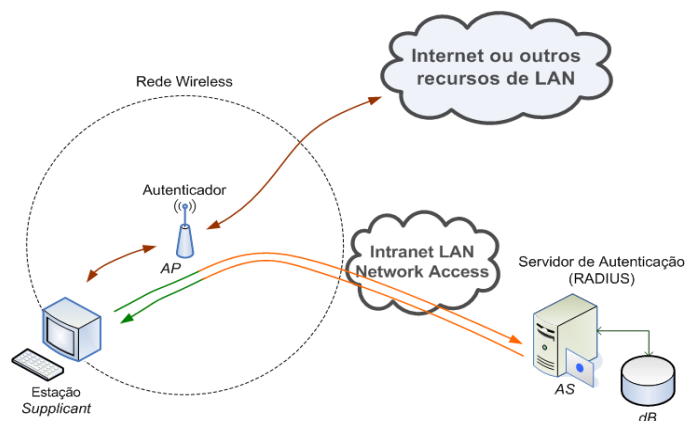 Internet ou outros
recursos de LAN
Rede Wireless
Autenticador
AP
Intranet LAN
Network Access
Servidor de Autenticação
(RADIUS)
Estação
Supplicant
AS
dB